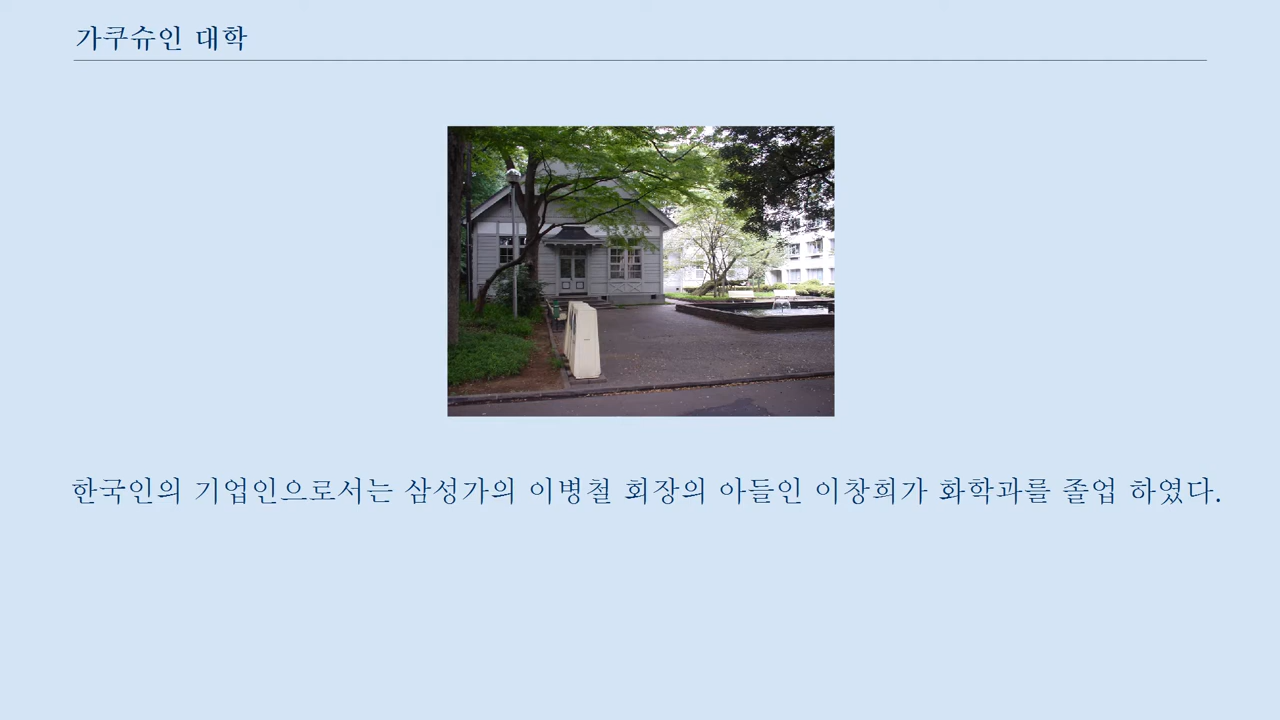 가쿠슈인 대학
한국인의 기업인으로서는 삼성가의 이병철 회장의 아들인 이창희가 화학과를 졸업 하였다.